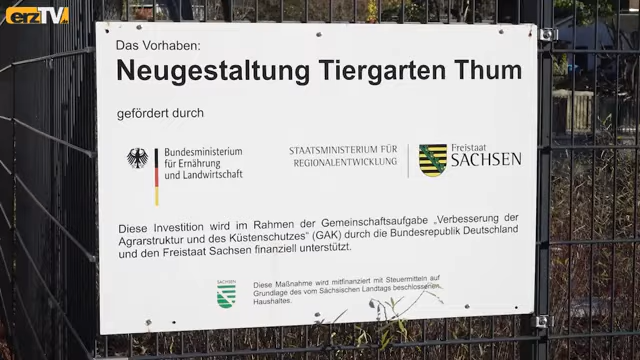 erzTV
Das Vorhaben:
Neugestaltung Tiergarten Thum
gefördert durch
Bundesministerium
für Ernährung
und Landwirtschaft
STAATSMINISTERIUM FÜR
REGIONALENTWICKLUNG
Freistaat
SACHSEN
Diese Investition wird im Rahmen der Gemeinschaftsaufgabe „Verbesserung der
Agrarstruktur und des Küstenschutzes“ (GAK) durch die Bundesrepublik Deutschland
und den Freistaat Sachsen finanziell unterstützt.
SACHSEN
Diese Maßnahme wird mitfinanziert mit Steuermitteln auf
Grundlage des vom Sächsischen Landtags beschlossenen
Haushaltes.